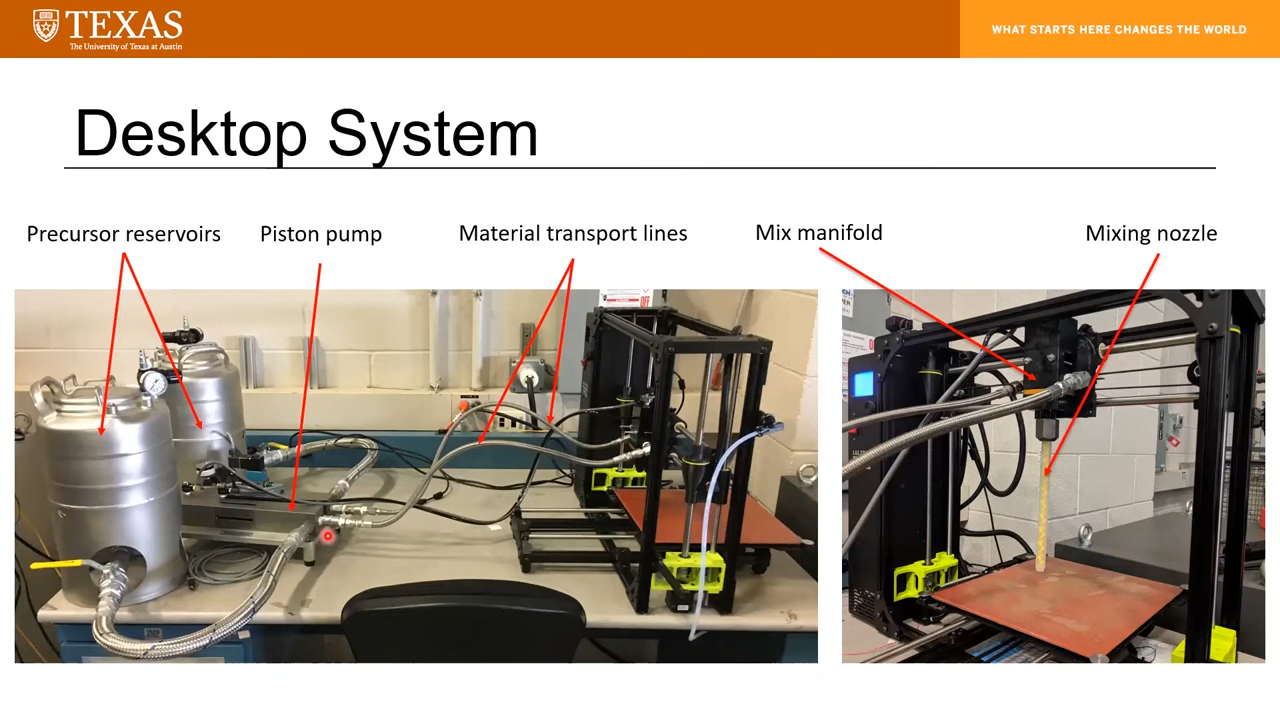 TEXAS
The University of Texas at Austin
WHAT STARTS HERE CHANGES THE WORLD
Desktop System
Precursor reservoirs
Piston pump
Material transport lines
Mix manifold
Mixing nozzle
OFF